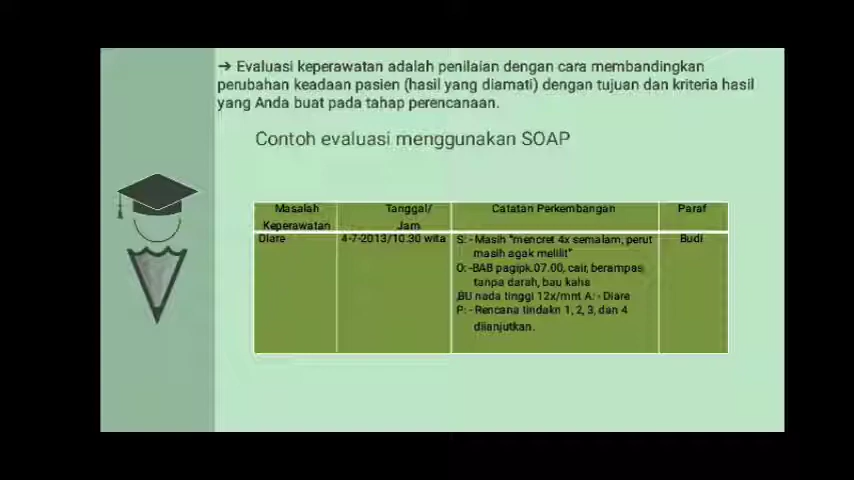 → Evaluasi keperawatan adalah penilaian dengan cara membandingkan
perubahan keadaan pasien (hasil yang diamati) dengan tujuan dan kriteria hasil
yang Anda buat pada tahap perencanaan.
Contoh evaluasi menggunakan SOAP
Masalah Keperawatan
Tanggal/ Jam
Catatan Perkembangan
Paraf
Diare
4-7-2013/10.30 wita
S: - Masih "mencret 4x semalam, perut
masih agak melilit"
O: -BAB pagipk.07.00, cair, berampas,
tanpa darah, bau kahs
,BU nada tinggi 12x/mnt A: - Diare
P: - Rencana tindakn 1, 2, 3, dan 4
dilanjutkan.
Budi